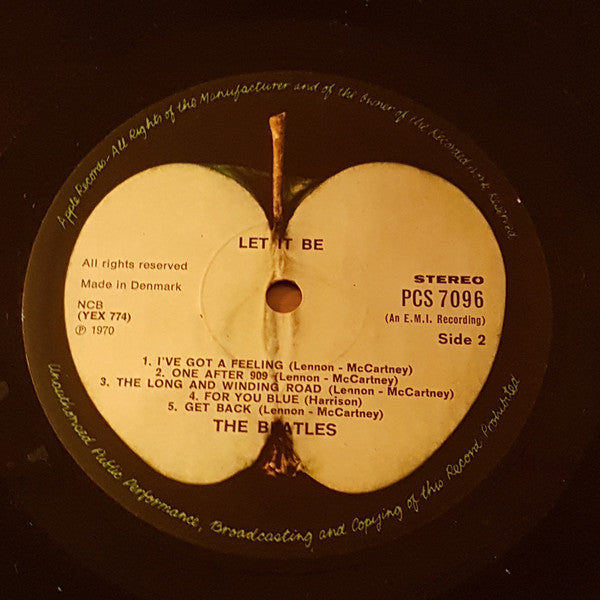 Apple Records - All Rights of the Manufacturer and of the Owner of the Recorded Work Reserved
LET IT BE
All rights reserved
Made in Denmark
NCB
(YEX 774)
℗ 1970
STEREO
PCS 7096
(An E.M.I. Recording)
Side 2
1. I'VE GOT A FEELING (Lennon - McCartney)
2. ONE AFTER 909 (Lennon - McCartney)
3. THE LONG AND WINDING ROAD (Lennon - McCartney)
4. FOR YOU BLUE (Harrison)
5. GET BACK (Lennon - McCartney)
THE BEATLES
Unauthorized Public Performance, Broadcasting and Copying of this Record Prohibited